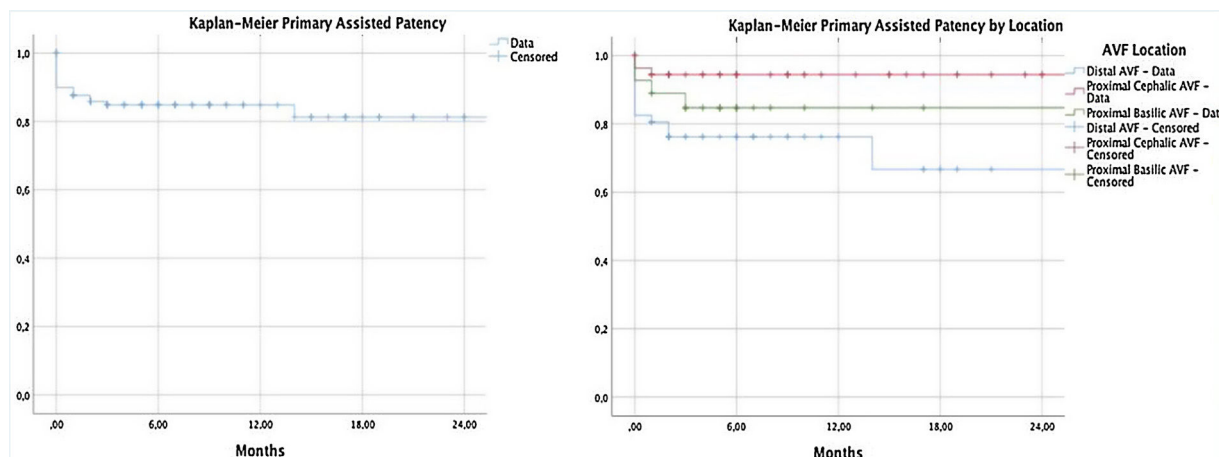 Kaplan-Meier Primary Assisted Patency
Data
Censored
1,0
0,8
0,6
0,4
0,2
0,0
,00
6,00
12,00
18,00
24,00
Months
Kaplan-Meier Primary Assisted Patency by Location
AVF Location
Distal AVF - Data
Proximal Cephalic AVF -
Data
Proximal Basilic AVF - Dat
Distal AVF - Censored
Proximal Cephalic AVF -
Censored
Proximal Basilic AVF -
Censored
1,0
0,8
0,6
0,4
0,2
0,0
,00
6,00
12,00
18,00
24,00
Months